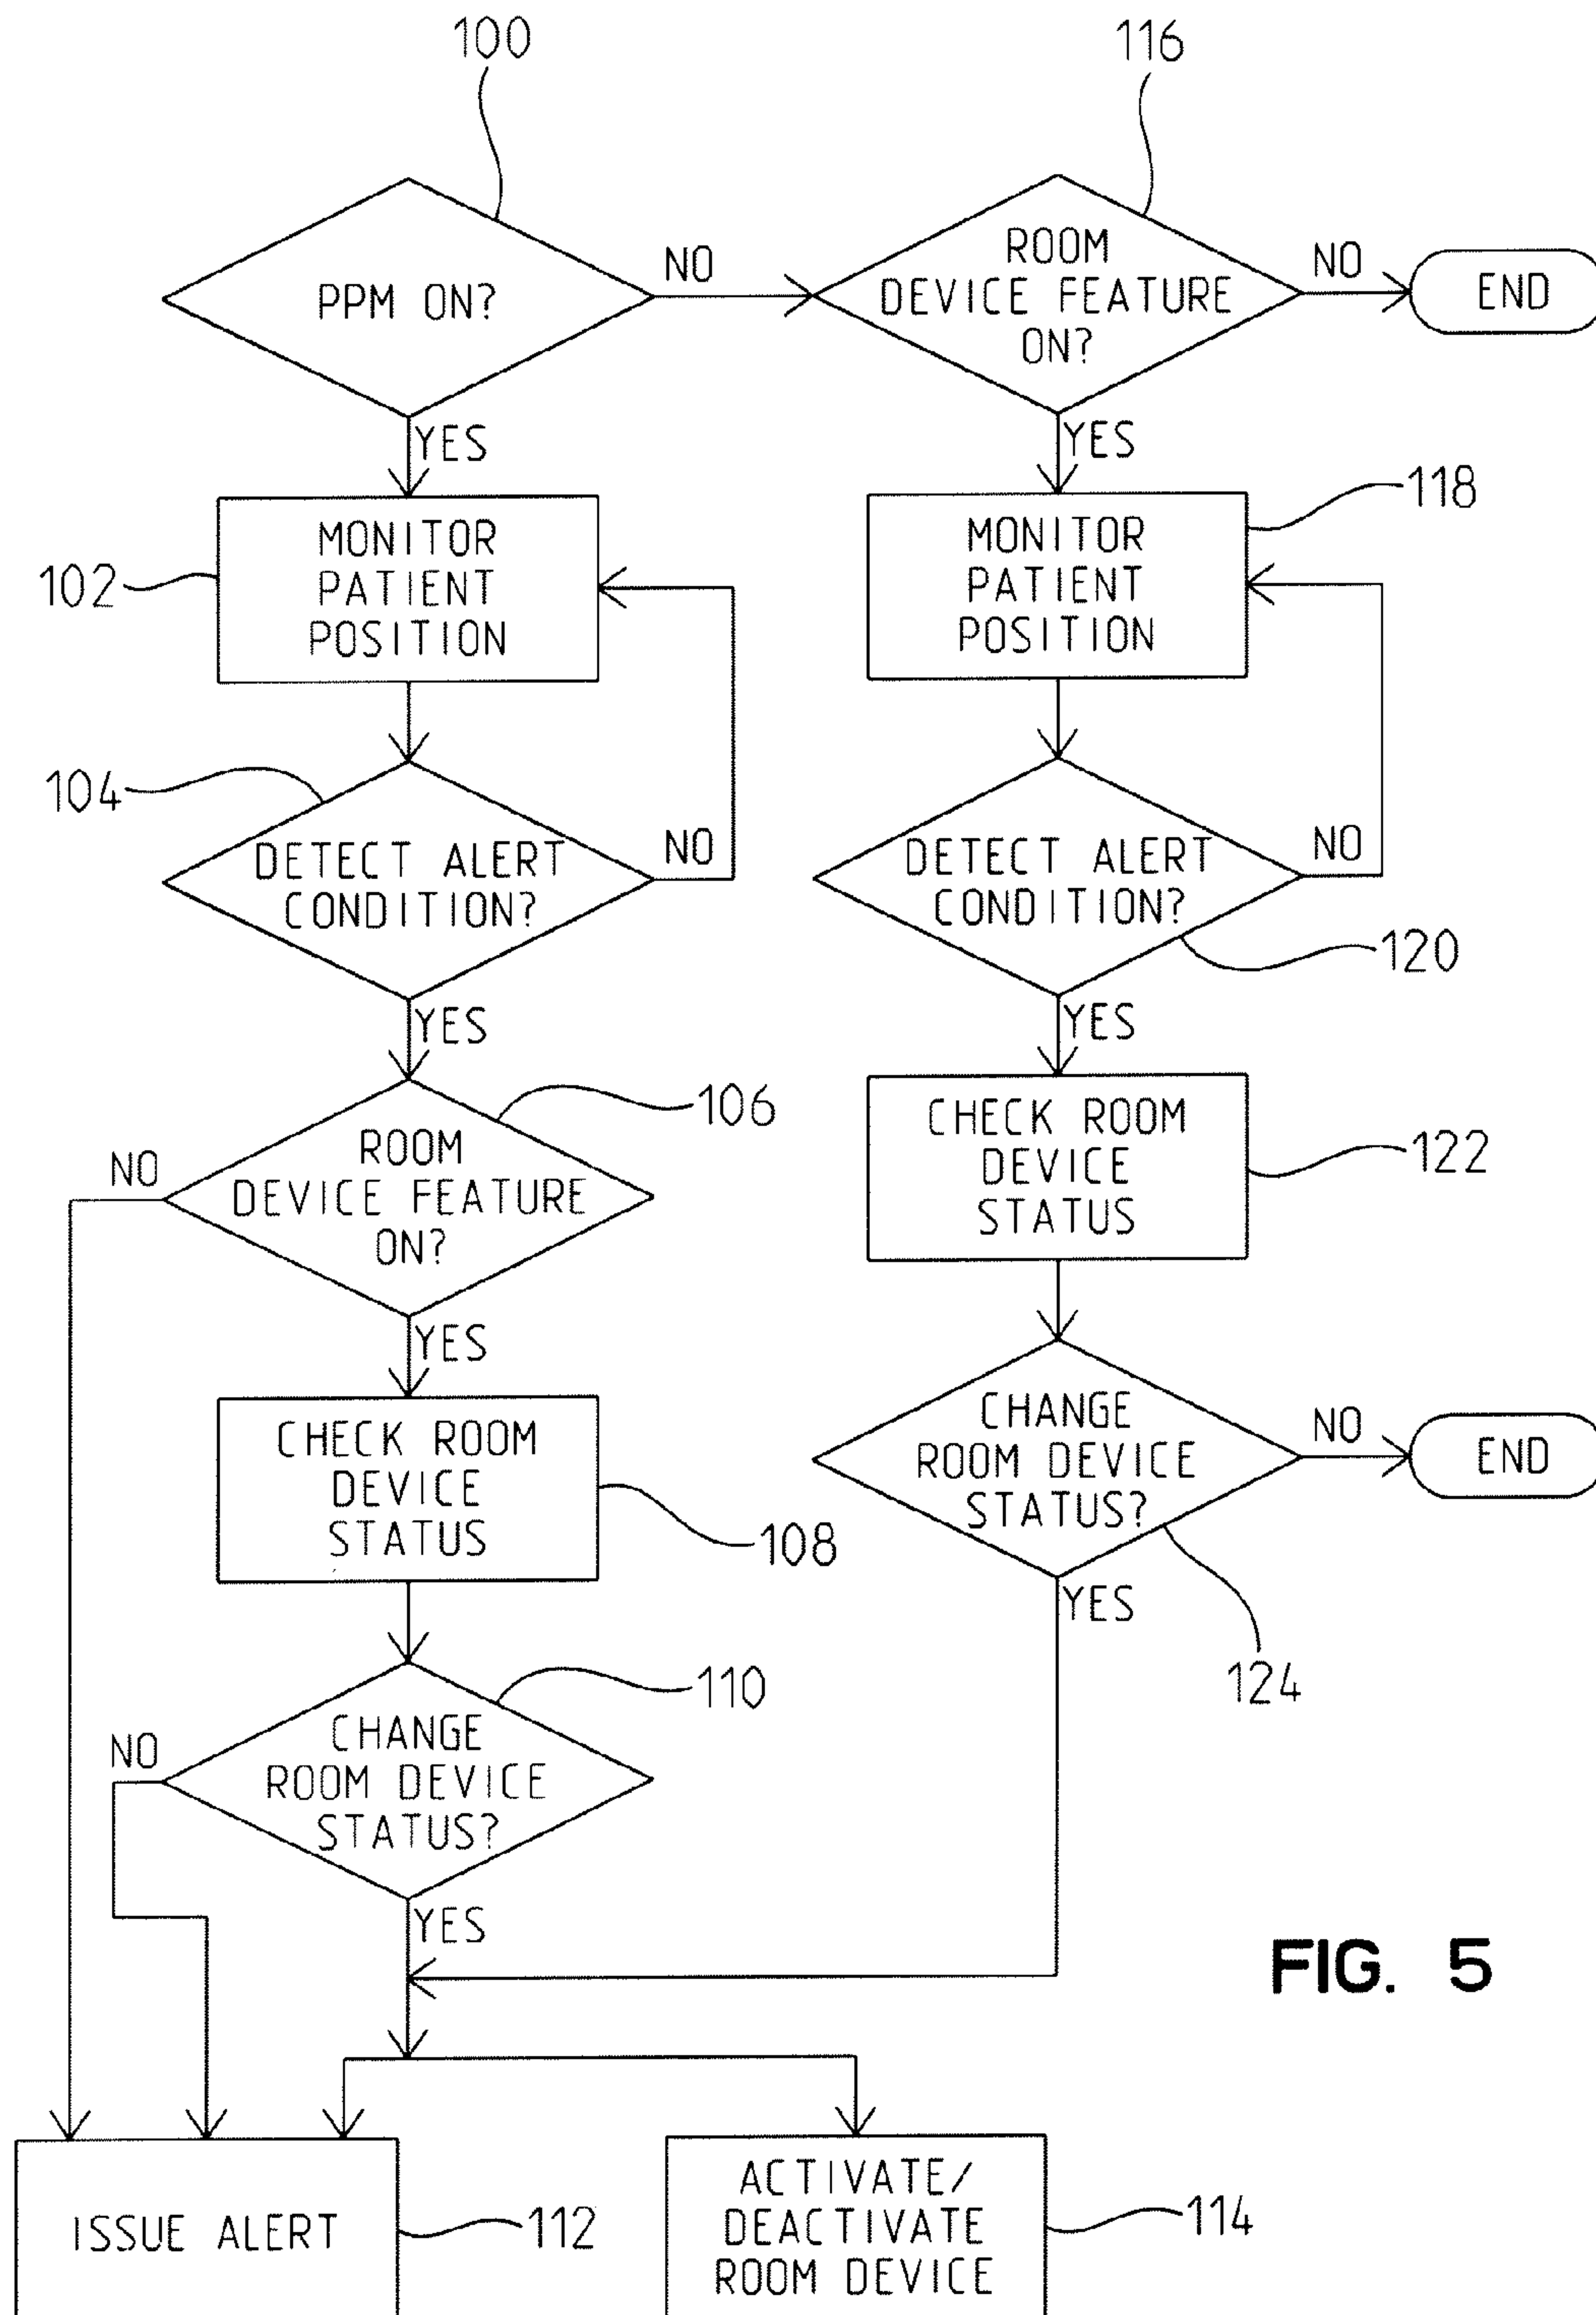 100
116
PPM ON?
NO
ROOM
DEVICE FEATURE
ON?
NO
END
YES
YES
102
MONITOR
PATIENT
POSITION
MONITOR
PATIENT
POSITION
118
104
DETECT ALERT
CONDITION?
NO
DETECT ALERT
CONDITION?
NO
120
YES
YES
106
NO
ROOM
DEVICE FEATURE
ON?
CHECK ROOM
DEVICE
STATUS
122
YES
CHECK ROOM
DEVICE
STATUS
108
CHANGE
ROOM DEVICE
STATUS?
NO
END
YES
124
110
NO
CHANGE
ROOM DEVICE
STATUS?
YES
FIG. 5
ISSUE ALERT
112
ACTIVATE/
DEACTIVATE
ROOM DEVICE
114